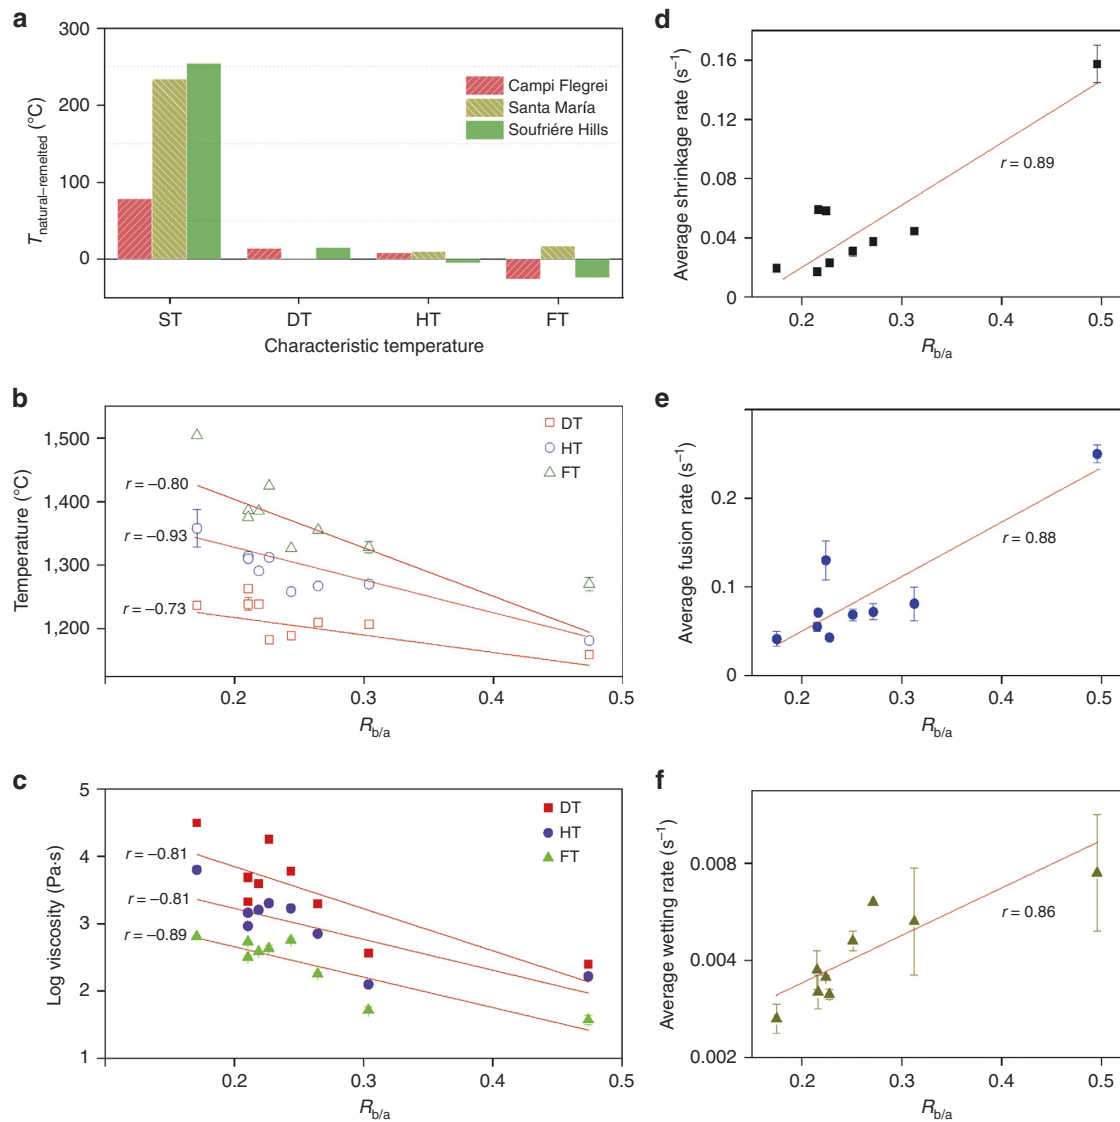 a
300
200
100
0
T natural–remelted (°C)
Campi Flegrei
Santa María
Soufriére Hills
ST DT HT FT
Characteristic temperature
b
1,500
1,400
1,300
1,200
Temperature (°C)
DT
HT
FT
r = –0.80
r = –0.93
r = –0.73
0.2 0.3 0.4 0.5
R b/a
c
5
4
3
2
1
Log viscosity (Pa·s)
DT
HT
FT
r = –0.81
r = –0.81
r = –0.89
0.2 0.3 0.4 0.5
R b/a
d
0.16
0.12
0.08
0.04
0
Average shrinkage rate (s–1)
r = 0.89
0.2 0.3 0.4 0.5
R b/a
e
0.2
0.1
0
Average fusion rate (s–1)
r = 0.88
0.2 0.3 0.4 0.5
R b/a
f
0.008
0.004
0.002
Average wetting rate (s–1)
r = 0.86
0.2 0.3 0.4 0.5
R b/a